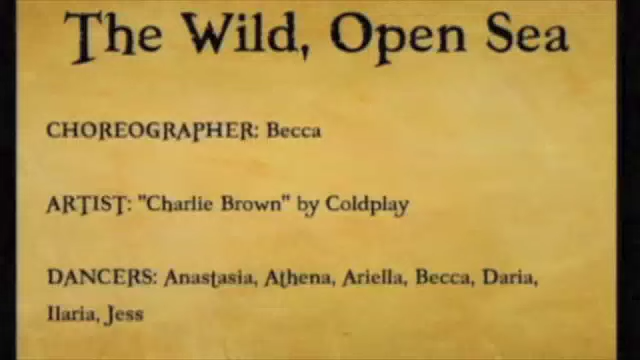 The Wild, Open Sea
CHOREOGRAPHER: Becca
ARTIST: "Charlie Brown" by Coldplay
DANCERS: Anastasia, Athena, Ariella, Becca, Daria,
Ilaria, Jess